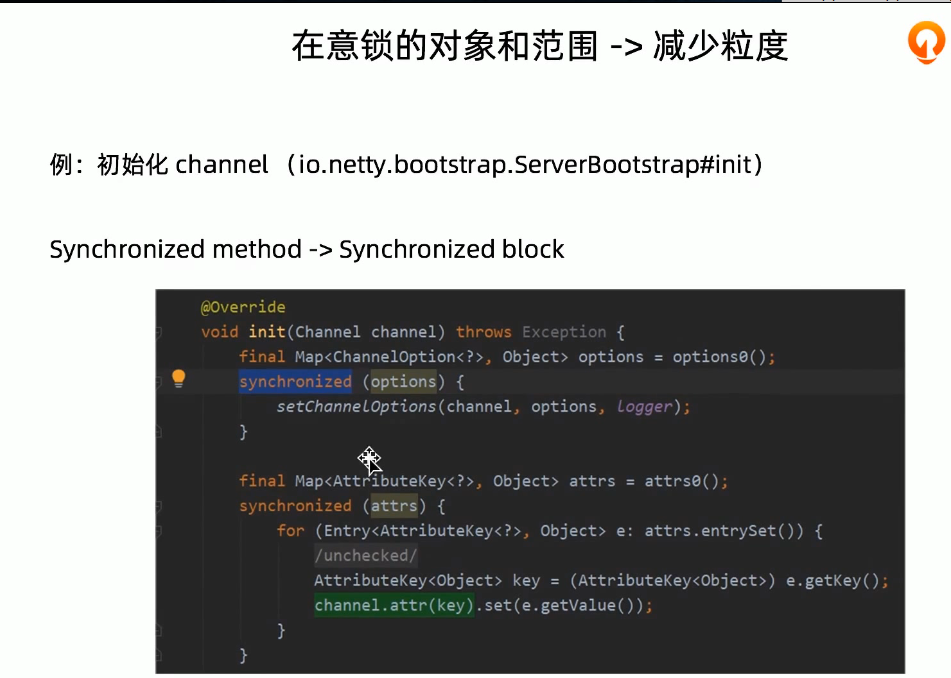 在意锁的对象和范围 -> 减少粒度
例：初始化 channel （io.netty.bootstrap.ServerBootstrap#init）
Synchronized method -> Synchronized block
@Override
void init(Channel channel) throws Exception {
final Map<ChannelOption<?>, Object> options = options0();
synchronized (options) {
setChannelOptions(channel, options, logger);
}
final Map<AttributeKey<?>, Object> attrs = attrs0();
synchronized (attrs) {
for (Entry<AttributeKey<?>, Object> e: attrs.entrySet()) {
/unchecked/
AttributeKey<Object> key = (AttributeKey<Object>) e.getKey();
channel.attr(key).set(e.getValue());
}
}